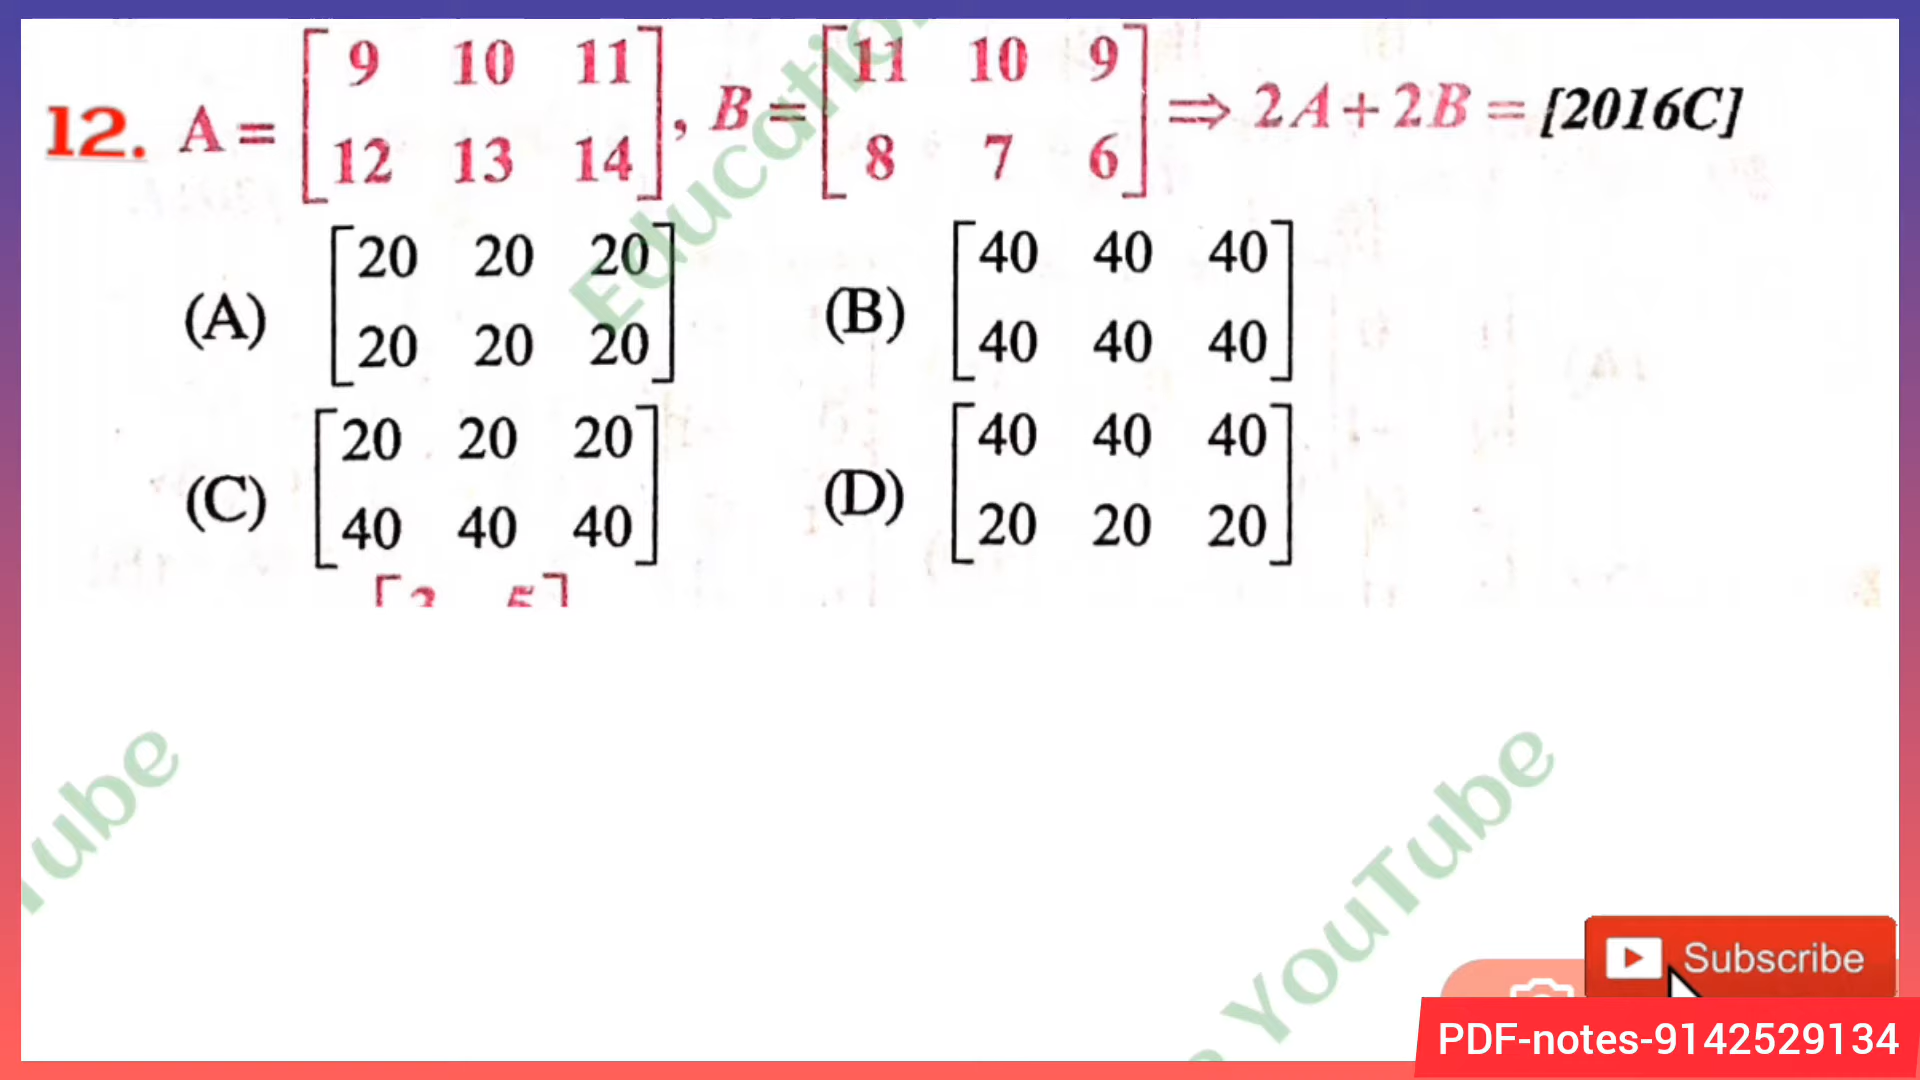 12. A = [9 10 11
12 13 14], B = [11 10 9
8 7 6] ⇒ 2A + 2B = [2016C]
(A) [20 20 20
20 20 20]
(B) [40 40 40
40 40 40]
(C) [20 20 20
40 40 40]
(D) [40 40 40
20 20 20]
Education
Tube
YouTube
Subscribe
PDF-notes-9142529134